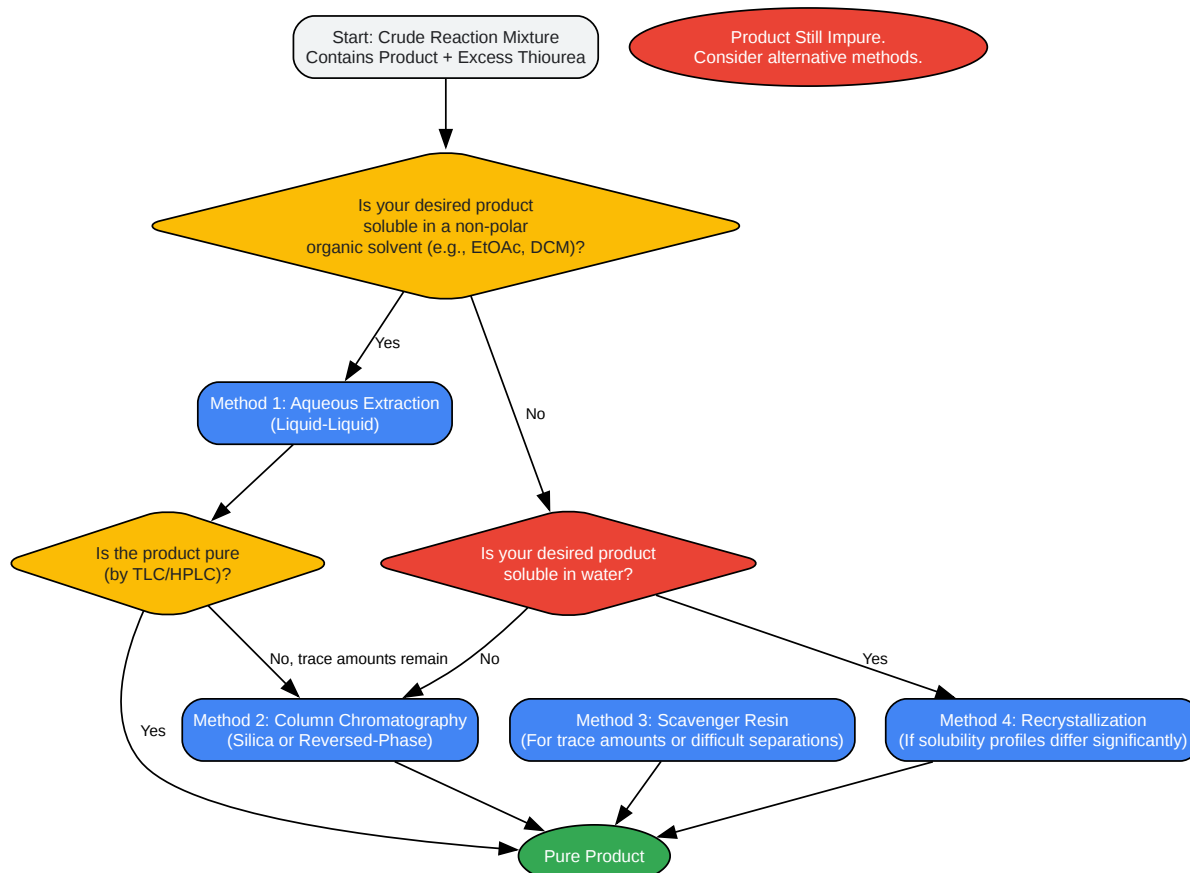 Start: Crude Reaction Mixture
Contains Product + Excess Thiourea
Product Still Impure.
Consider alternative methods.
Is your desired product
soluble in a non-polar
organic solvent (e.g., EtOAc, DCM)?
Yes
No
Method 1: Aqueous Extraction
(Liquid-Liquid)
Is the product pure
(by TLC/HPLC)?
Is your desired product
soluble in water?
No, trace amounts remain
No
Yes
Yes
Method 2: Column Chromatography
(Silica or Reversed-Phase)
Method 3: Scavenger Resin
(For trace amounts or difficult separations)
Method 4: Recrystallization
(If solubility profiles differ significantly)
Pure Product